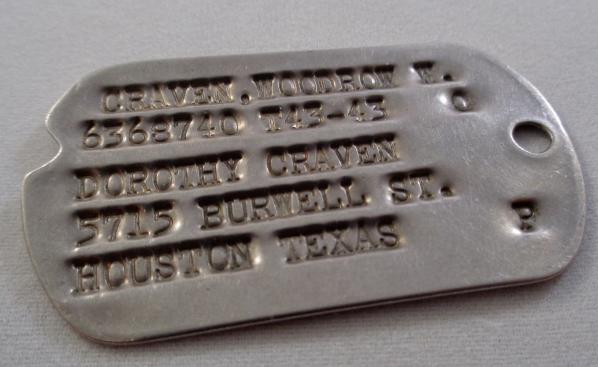 CRAVEN,WOODROW W.
6368740 T43-43 O
DOROTHY CRAVEN
5715 BURWELL ST.
HOUSTON TEXAS P